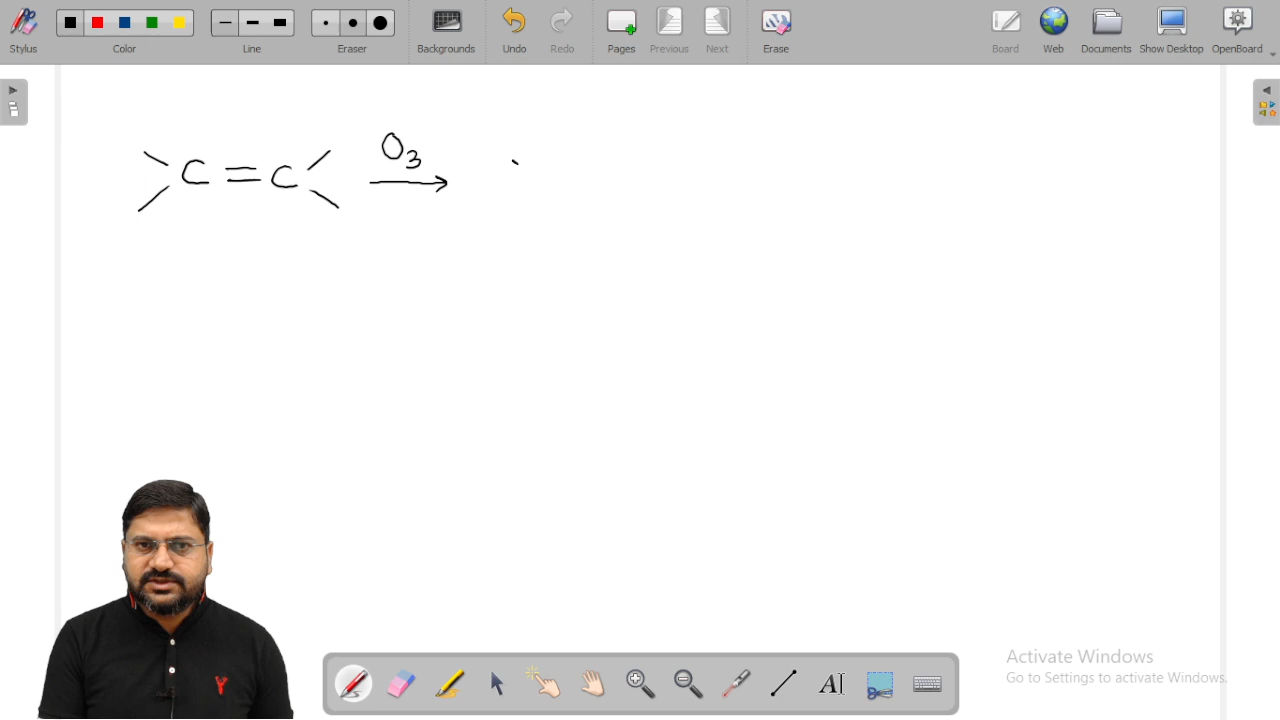 Stylus Color Line Eraser Backgrounds Undo Redo Pages Previous Next Erase Board Web Documents Show Desktop OpenBoard
O3
C = C
AI
Activate Windows
Go to Settings to activate Windows.